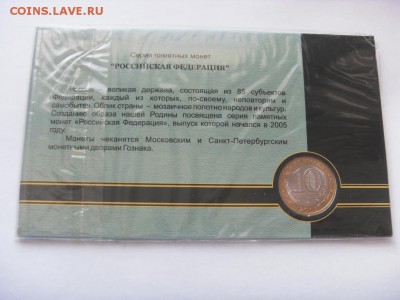 COINS.LAVE.RU
Серия памятных монет
"РОССИЙСКАЯ ФЕДЕРАЦИЯ"
Россия - великая держава, состоящая из 85 субъектов
Федерации, каждый из которых, по-своему, неповторим и
самобытен. Облик страны - мозаичное полотно народов и культур.
Созданию образа нашей Родины посвящена серия памятных
монет «Российская Федерация», выпуск которой начался в 2005
году.
Монеты чеканятся Московским и Санкт-Петербургским
монетными дворами Гознака.
10